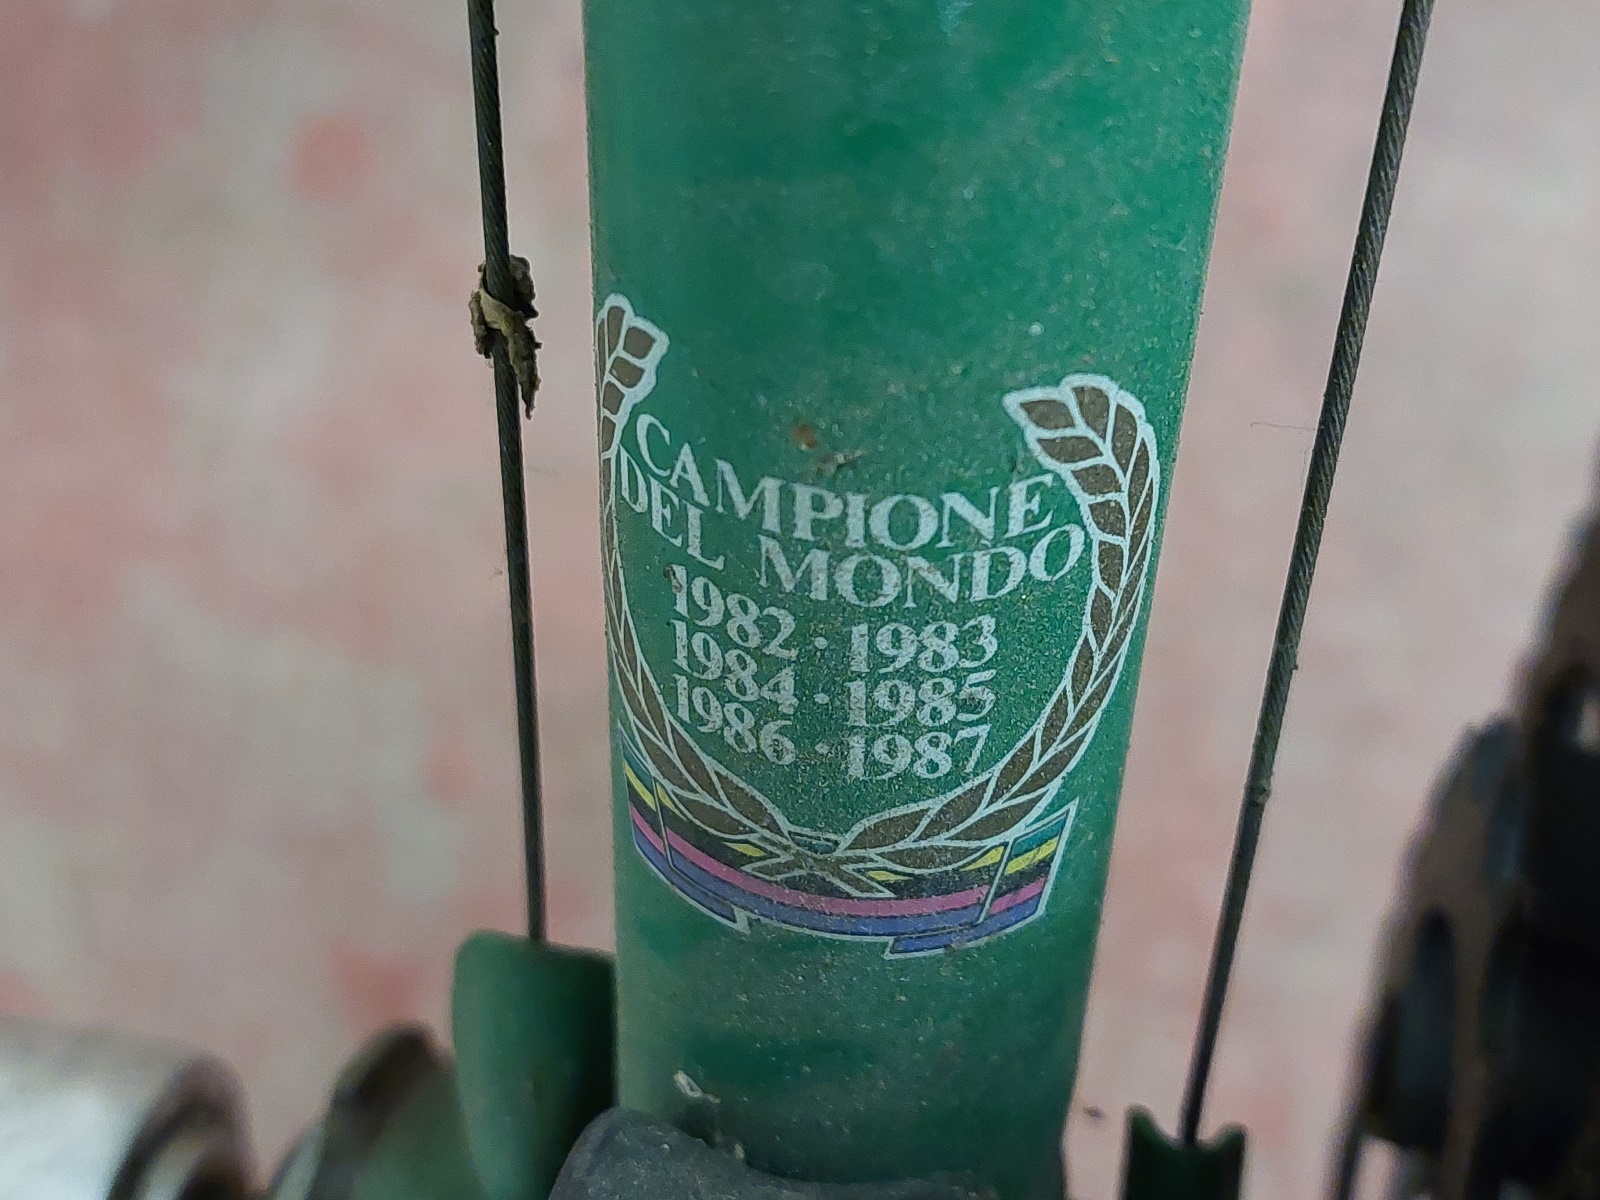 CAMPIONE
DEL MONDO
1982 · 1983
1984 · 1985
1986 · 1987